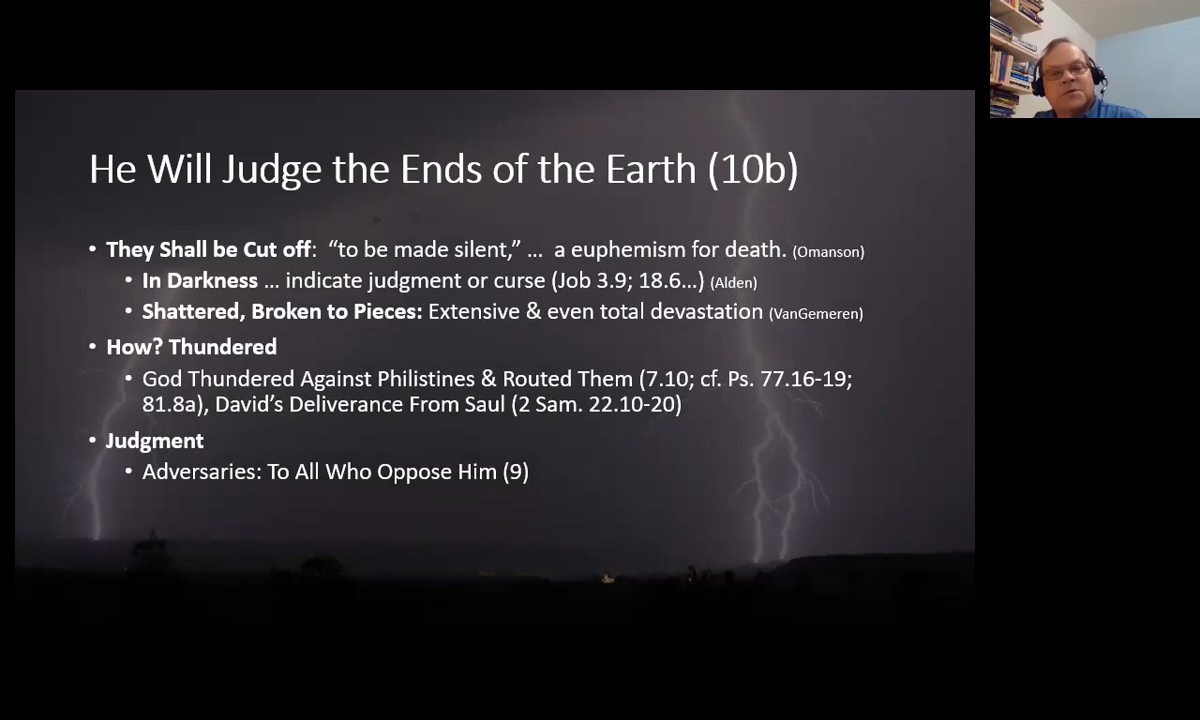 He Will Judge the Ends of the Earth (10b)
• They Shall be Cut off:  “to be made silent,” …  a euphemism for death. (Omanson)
• In Darkness … indicate judgment or curse (Job 3.9; 18.6…) (Alden)
• Shattered, Broken to Pieces: Extensive & even total devastation (VanGemeren)
• How? Thundered
• God Thundered Against Philistines & Routed Them (7.10; cf. Ps. 77.16-19;
81.8a), David’s Deliverance From Saul (2 Sam. 22.10-20)
• Judgment
• Adversaries: To All Who Oppose Him (9)